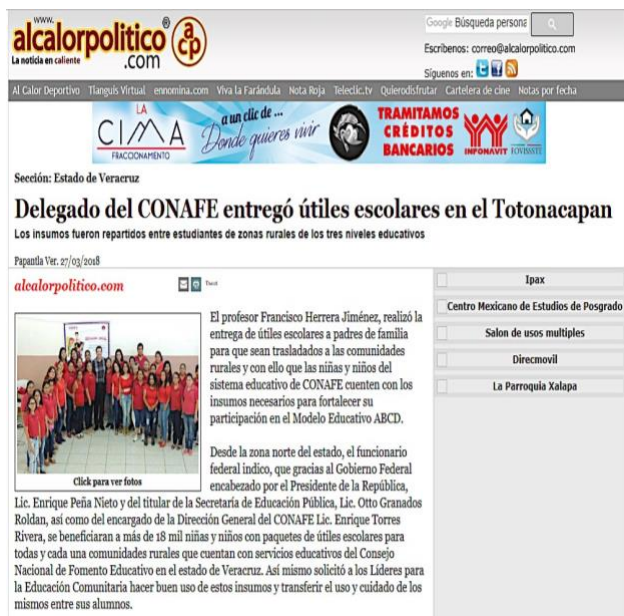 www.
alcalorpolitico®
.com
La noticia en caliente
acp
Google Búsqueda persona
Escríbenos: correo@alcalorpolitico.com
Síguenos en:
Al Calor Deportivo Tianguis Virtual ennomina.com Viva la Farándula Nota Roja Teleclic.tv Quierodisfrutar Cartelera de cine Notas por fecha
LA
CIMA
FRACCIONAMENTO
a un clic de ...
Donde quieres vivir
TRAMITAMOS
CRÉDITOS
BANCARIOS
INFONAVIT
FOVISSSTE
Sección: Estado de Veracruz
Delegado del CONAFE entregó útiles escolares en el Totonacapan
Los insumos fueron repartidos entre estudiantes de zonas rurales de los tres niveles educativos
Papantla Ver. 27/03/2018
alcalorpolitico.com
Tweet
Ipax
Centro Mexicano de Estudios de Posgrado
Salon de usos multiples
Direcmovil
La Parroquia Xalapa
Click para ver fotos
El profesor Francisco Herrera Jiménez, realizó la
entrega de útiles escolares a padres de familia
para que sean trasladados a las comunidades
rurales y con ello que las niñas y niños del
sistema educativo de CONAFE cuenten con los
insumos necesarios para fortalecer su
participación en el Modelo Educativo ABCD.
Desde la zona norte del estado, el funcionario
federal indico, que gracias al Gobierno Federal
encabezado por el Presidente de la República,
Lic. Enrique Peña Nieto y del titular de la Secretaría de Educación Pública, Lic. Otto Granados
Roldan, así como del encargado de la Dirección General del CONAFE Lic. Enrique Torres
Rivera, se beneficiaran a más de 18 mil niñas y niños con paquetes de útiles escolares para
todas y cada una comunidades rurales que cuentan con servicios educativos del Consejo
Nacional de Fomento Educativo en el estado de Veracruz. Así mismo solicitó a los Líderes para
la Educación Comunitaria hacer buen uso de estos insumos y transferir el uso y cuidado de los
mismos entre sus alumnos.